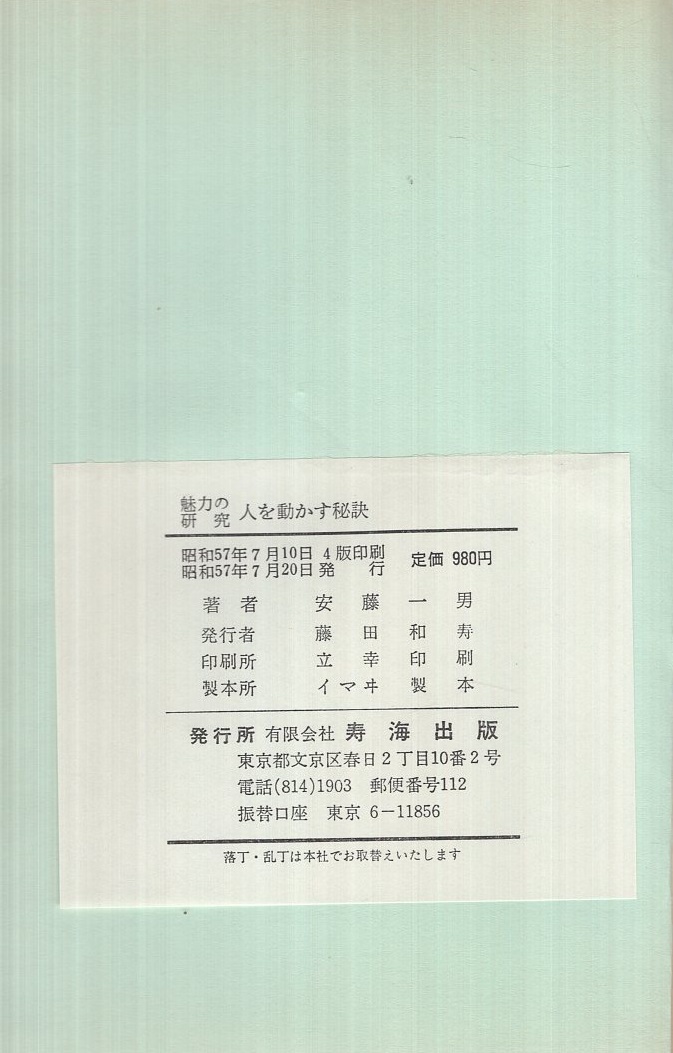 魅力の研究 人を動かす秘訣
昭和57年7月10日 4版印刷
昭和57年7月20日 発行
定価 980円
著者 安藤一男
発行者 藤田和寿
印刷所 立幸印刷
製本所 イマヰ製本
発行所 有限会社 寿海出版
東京都文京区春日2丁目10番2号
電話(814)1903 郵便番号112
振替口座 東京 6-11856
落丁・乱丁は本社でお取替えいたします